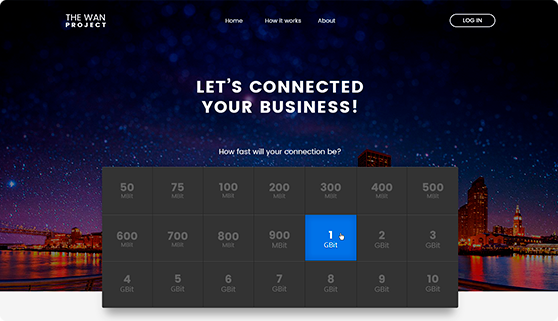 THE WAN
PROJECT
Home How it works About
LOG IN
LET'S CONNECTED
YOUR BUSINESS!
How fast will your connection be?
50 75 100 200 300 400 500
MBit MBit MBit MBit MBit MBit MBit
600 700 800 900 1 2 3
MBit MBit MBit MBit GBit GBit GBit
4 5 6 7 8 9 10
GBit GBit GBit GBit GBit GBit GBit